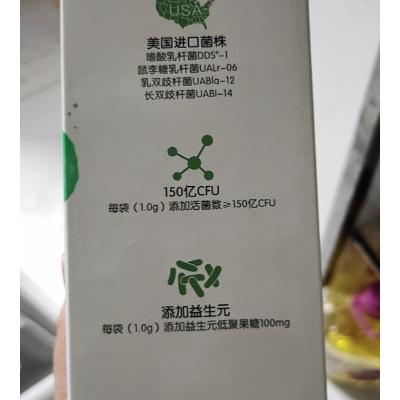 USA
美国进口菌株
嗜酸乳杆菌DDS®-1
鼠李糖乳杆菌UALr-06
乳双歧杆菌UABla-12
长双歧杆菌UABl-14
150亿CFU
每袋（1.0g）添加活菌数≥150亿CFU
添加益生元
每袋（1.0g）添加益生元低聚果糖100mg